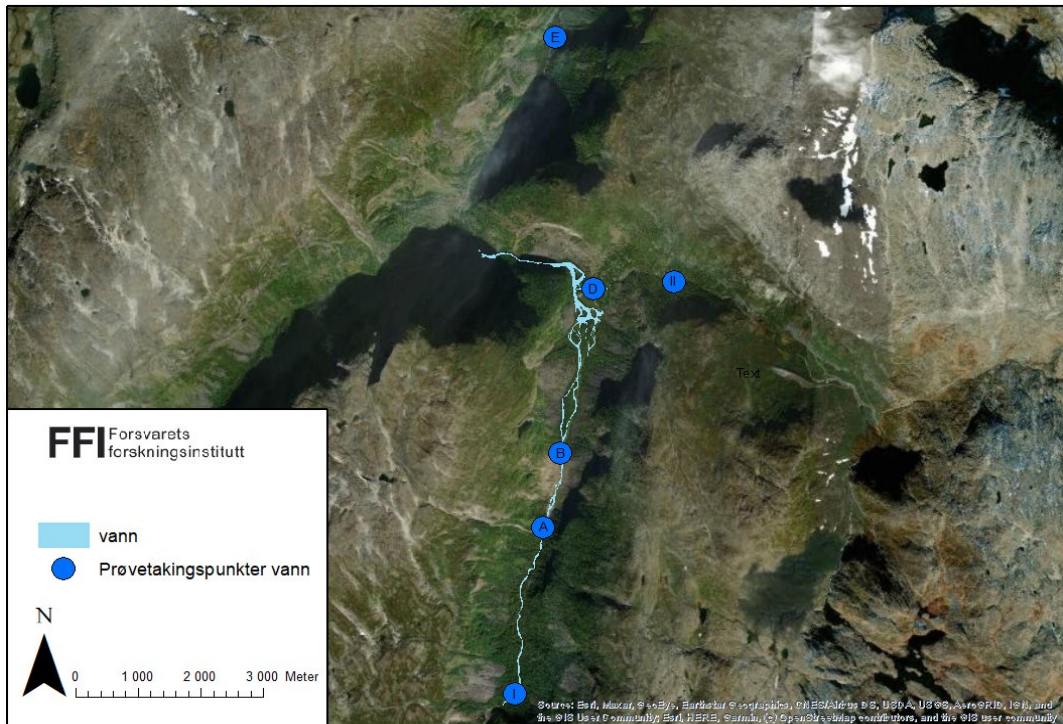 E
D
II
Text
B
A
I
FFI Forsvarets
forskningsinstitutt
vann
Prøvetakingspunkter vann
N
0 1 000 2 000 3 000 Meter
Source: Esri, Maxar, GeoEye, Earthstar Geographics, CNES/Airbus DS, USDA, USGS, AeroGRID, IGN, and
the GIS User Community, Esri, HERE, Garmin, (c) OpenStreetMap contributors, and the GIS user community